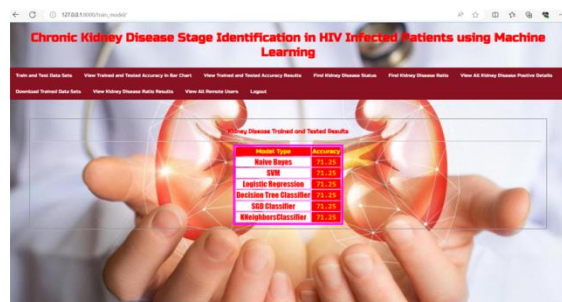 127.0.0.1:8000/train_model/
Chronic Kidney Disease Stage Identification in HIV Infected Patients using Machine
Learning
Train and Test Data Sets View Trained and Tested Accuracy in Bar Chart View Trained and Tested Accuracy Results Find Kidney Disease Status Find Kidney Disease Ratio View All Kidney Disease Positive Details
Download Trained Data Sets View Kidney Disease Ratio Results View All Remote Users Logout
Kidney Disease Trained and Tested Results
Model Type Accuracy
Naive Bayes 71.25
SVM 71.25
Logistic Regression 71.25
Decision Tree Classifier 71.25
SGD Classifier 71.25
KNeighborsClassifier 71.25